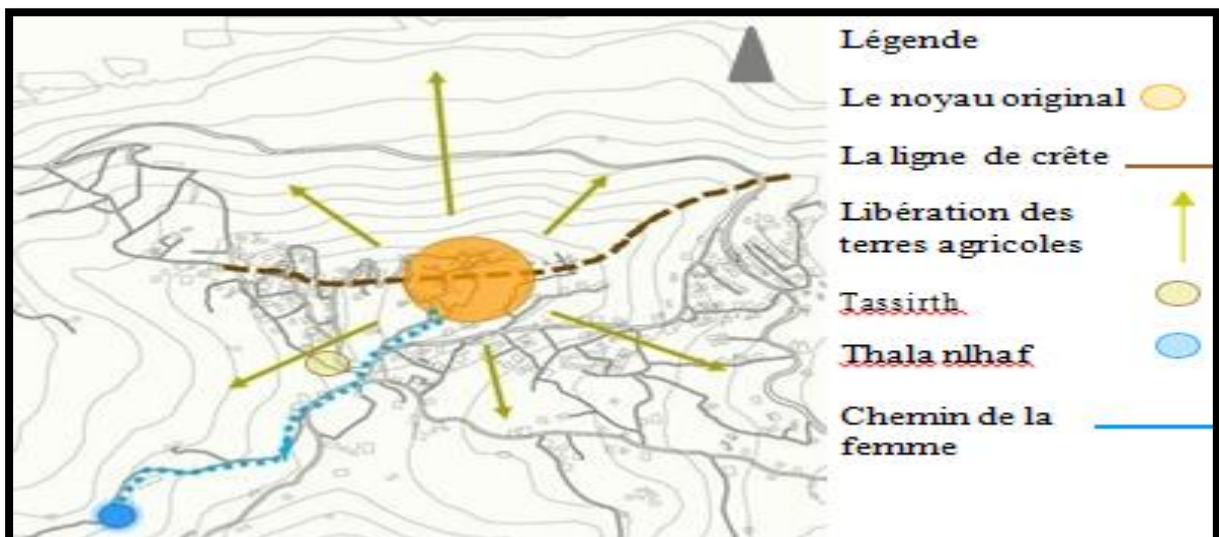 Légende
Le noyau original
La ligne de crête
Libération des
terres agricoles
Tassirth
Thala nlhaf
Chemin de la
femme